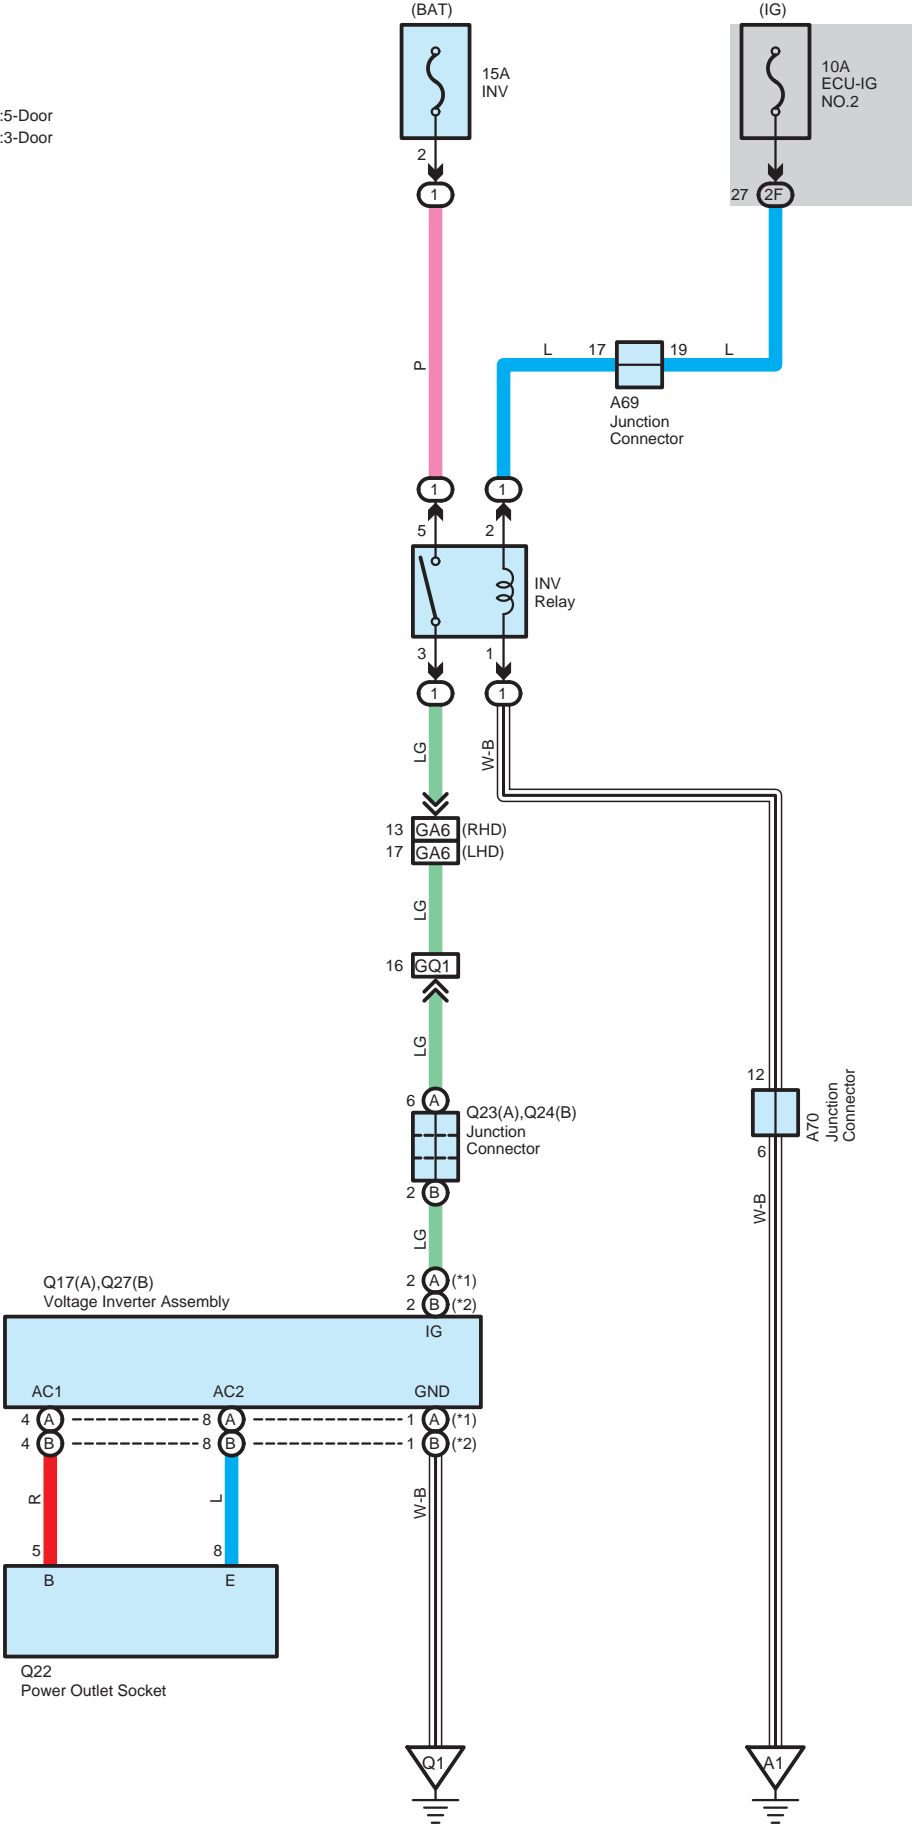 (BAT)
(IG)
15A
INV
10A
ECU-IG
NO.2
:5-Door
:3-Door
2
1
27 2F
P
L 17 19 L
A69
Junction
Connector
1 1
5 2
INV
Relay
3 1
1 1
LG
W-B
13 GA6 (RHD)
17 GA6 (LHD)
LG
16 GQ1
LG
12
A70
Junction
Connector
6
6 A
Q23(A),Q24(B)
Junction
Connector
2 B
W-B
LG
Q17(A),Q27(B)
Voltage Inverter Assembly
2 A (*1)
2 B (*2)
IG
AC1 AC2 GND
4 A 8 A 1 A (*1)
4 B 8 B 1 B (*2)
R L W-B
5 8
B E
Q22
Power Outlet Socket
Q1 A1